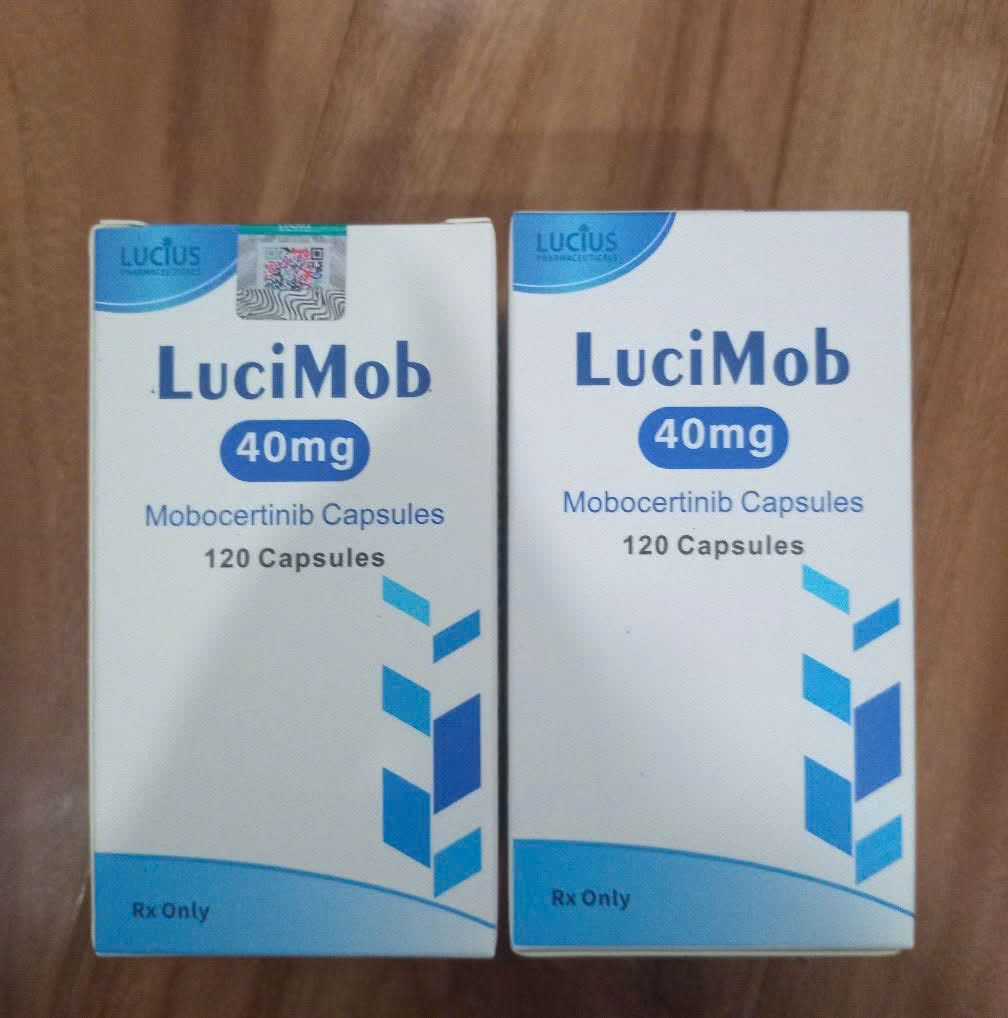 LUCIUS
PHARMACEUTICALS
LuciMob
40mg
Mobocertinib Capsules
120 Capsules
Rx Only
LUCIUS
PHARMACEUTICALS
LuciMob
40mg
Mobocertinib Capsules
120 Capsules
Rx Only